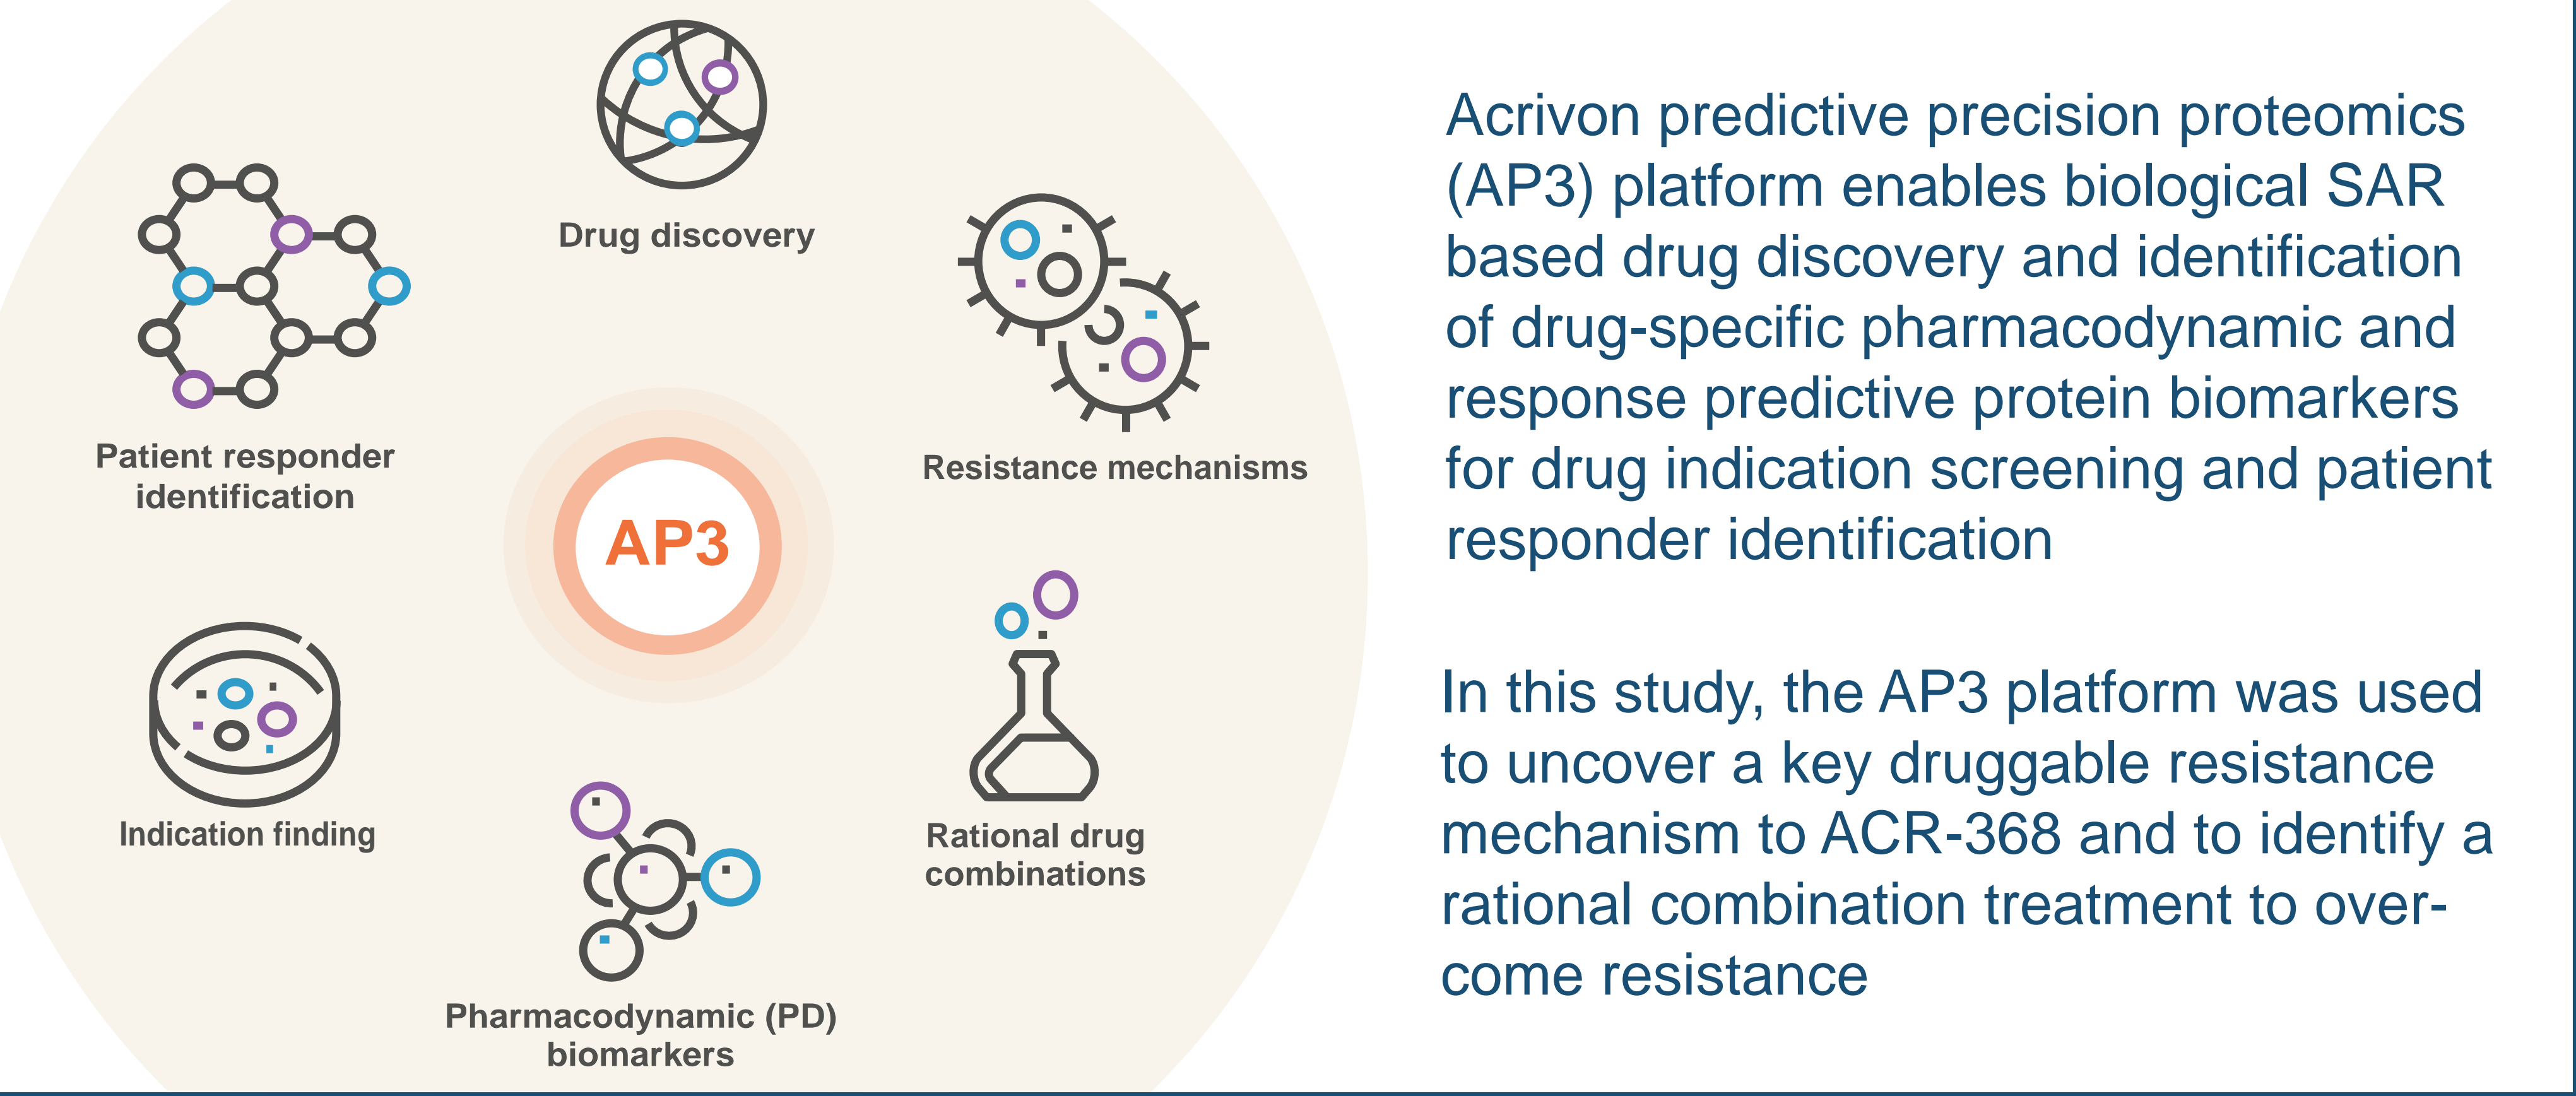 Drug discovery
Patient responder
identification
Resistance mechanisms
AP3
Indication finding
Rational drug
combinations
Pharmacodynamic (PD)
biomarkers
Acrivon predictive precision proteomics
(AP3) platform enables biological SAR
based drug discovery and identification
of drug-specific pharmacodynamic and
response predictive protein biomarkers
for drug indication screening and patient
responder identification
In this study, the AP3 platform was used
to uncover a key druggable resistance
mechanism to ACR-368 and to identify a
rational combination treatment to over-
come resistance